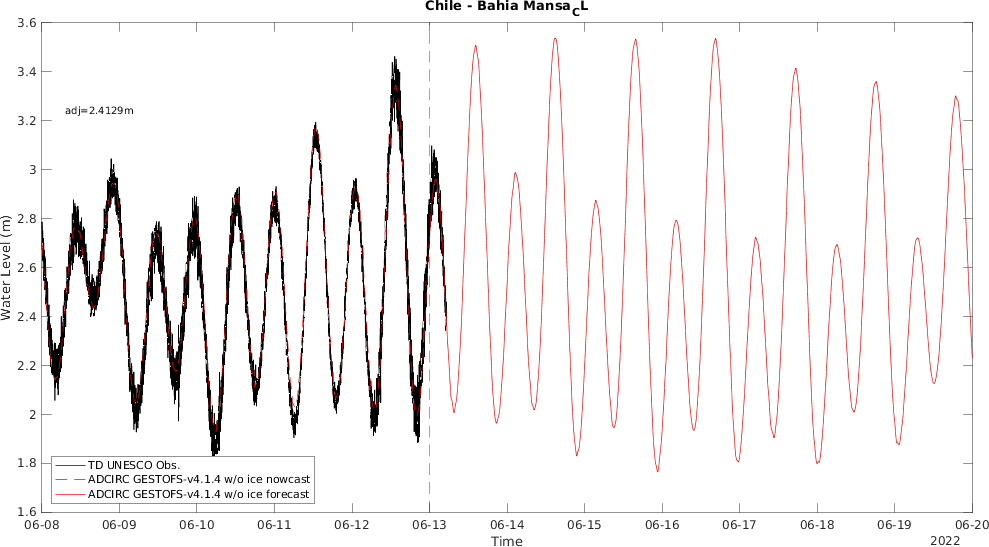 Chile - Bahia Mansa_CL
3.6
3.4
3.2
3
2.8
2.6
2.4
2.2
2
1.8
1.6
Water Level (m)
adj=2.4129m
TD UNESCO Obs.
ADCIRC GESTOFS-v4.1.4 w/o ice nowcast
ADCIRC GESTOFS-v4.1.4 w/o ice forecast
06-08 06-09 06-10 06-11 06-12 06-13 06-14 06-15 06-16 06-17 06-18 06-19 06-20
Time
2022